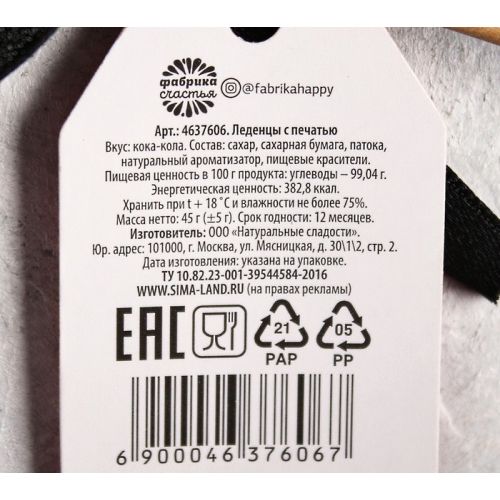 фабрика
счастья
@fabrikahappy
Арт.: 4637606. Леденцы с печатью
Вкус: кока-кола. Состав: сахар, сахарная бумага, патока,
натуральный ароматизатор, пищевые красители.
Пищевая ценность в 100 г продукта: углеводы – 99,04 г.
Энергетическая ценность: 382,8 ккал.
Хранить при t + 18˚С и влажности не более 75%.
Масса нетто: 45 г (±5 г). Срок годности: 12 месяцев.
Изготовитель: ООО «Натуральные сладости».
Юр. адрес: 101000, г. Москва, ул. Мясницкая, д. 30\1\2, стр. 2.
Дата изготовления: указана на упаковке.
ТУ 10.82.23-001-39544584-2016
WWW.SIMA-LAND.RU (на правах рекламы)
EAC
21 05
PAP PP
6 900046 376067